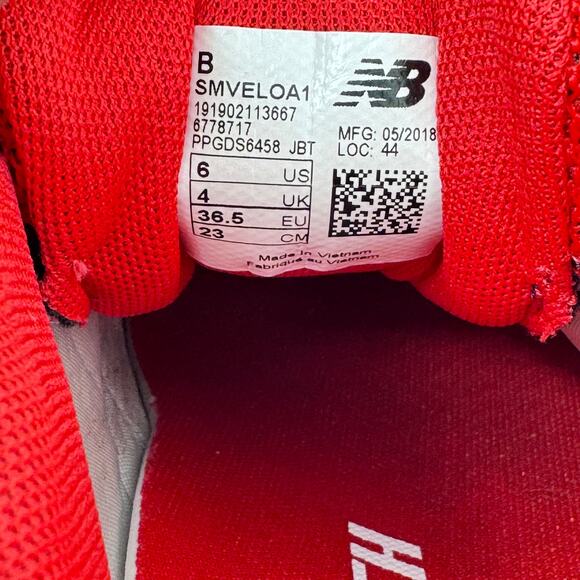 B
SMVELOA1
191902113667
6778717
PPGDS6458 JBT
6 US
4 UK
36.5 EU
23 CM
NB
MFG: 05/2018
LOC: 44
Made in Vietnam
Fabriqué au Vietnam